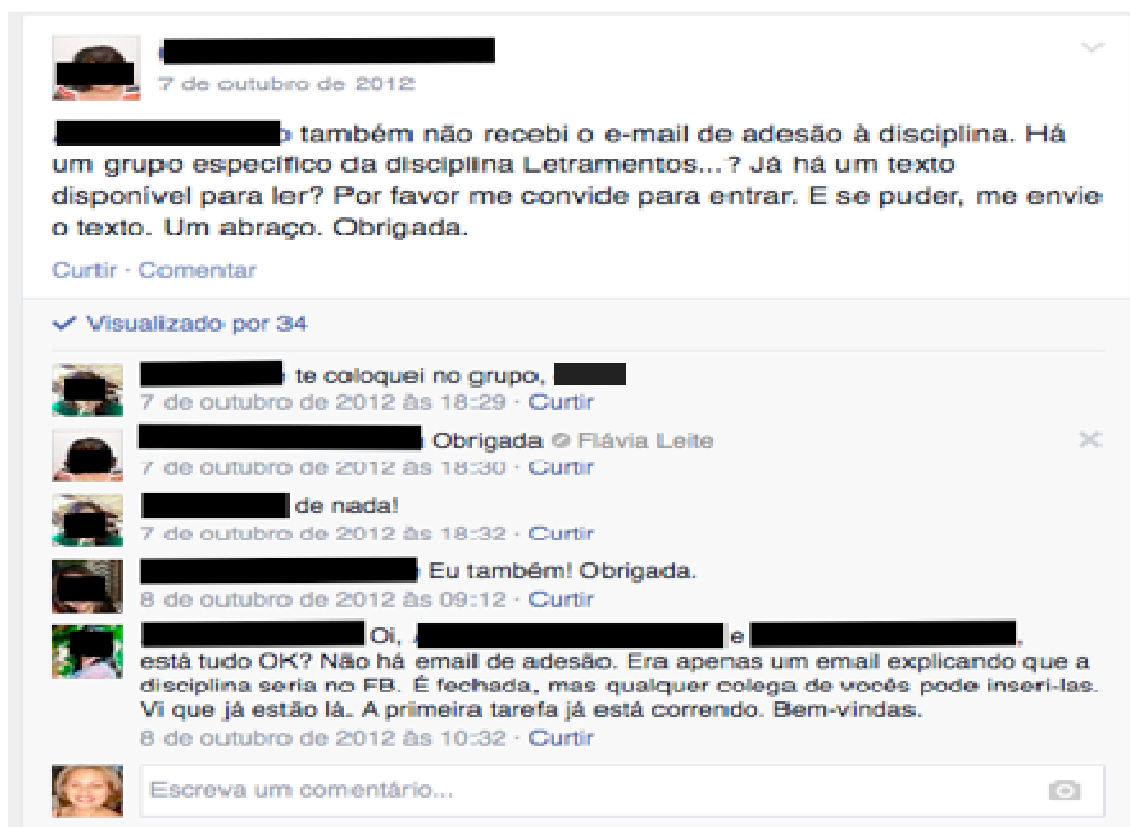 7 de outubro de 2012
o também não recebi o e-mail de adesão à disciplina. Há
um grupo específico da disciplina Letramentos...? Já há um texto
disponível para ler? Por favor me convide para entrar. E se puder, me envie
o texto. Um abraço. Obrigada.
Curtir · Comentar
Visualizado por 34
te coloquei no grupo,
7 de outubro de 2012 às 18:29 · Curtir
Obrigada Flávia Leite
7 de outubro de 2012 às 18:30 · Curtir
de nada!
7 de outubro de 2012 às 18:32 · Curtir
Eu também! Obrigada.
8 de outubro de 2012 às 09:12 · Curtir
Oi, e ,
está tudo OK? Não há email de adesão. Era apenas um email explicando que a
disciplina seria no FB. É fechada, mas qualquer colega de vocês pode inseri-las.
Vi que já estão lá. A primeira tarefa já está correndo. Bem-vindas.
8 de outubro de 2012 às 10:32 · Curtir
Escreva um comentário...